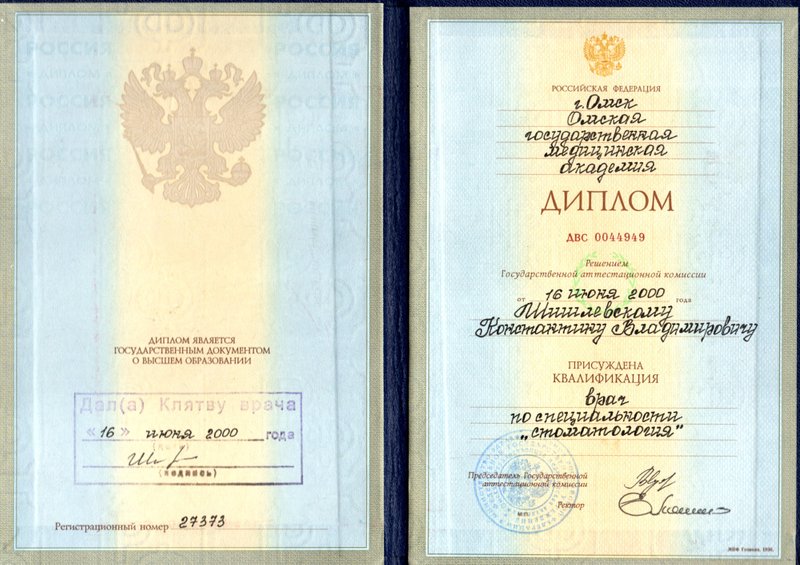 ДИПЛОМ ЯВЛЯЕТСЯ
ГОСУДАРСТВЕННЫМ ДОКУМЕНТОМ
О ВЫСШЕМ ОБРАЗОВАНИИ
Дал(а) Клятву врача
«16» июня 2000 года
(подпись)
Регистрационный номер 27373
РОССИЙСКАЯ ФЕДЕРАЦИЯ
г. Омск
Омская
государственная
медицинская
академия
ДИПЛОМ
ДВС 0044949
Решением
Государственной аттестационной комиссии
от 16 июня 2000 года
Шишлевскому
Константину Владимировичу
ПРИСУЖДЕНА
КВАЛИФИКАЦИЯ
врач
по специальности
„стоматология"
Председатель Государственной
аттестационной комиссии
Ректор
М.П.